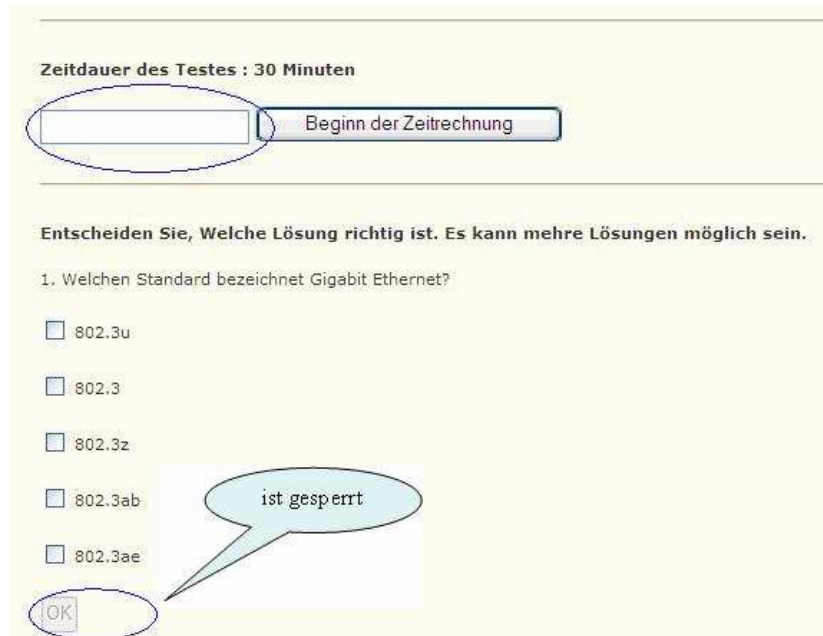 Zeitdauer des Testes : 30 Minuten
Beginn der Zeitrechnung
Entscheiden Sie, Welche Lösung richtig ist. Es kann mehre Lösungen möglich sein.
1. Welchen Standard bezeichnet Gigabit Ethernet?
802.3u
802.3
802.3z
802.3ab
ist gesperrt
802.3ae
OK